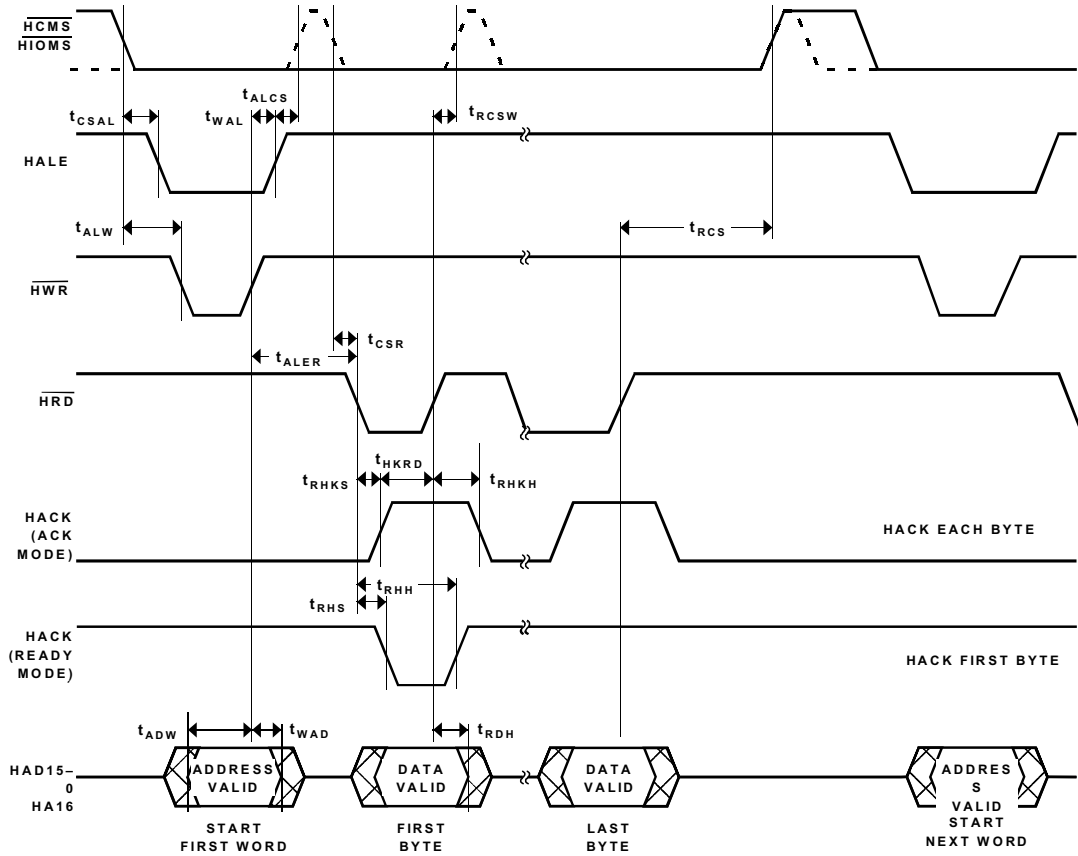 HCMS
HIOMS
tALCS
tCSAL
tWAL
tRCSW
HALE
tALW
tRCS
HWR
tCSR
tALER
HRD
tHKRD
tRHKS
tRHKH
HACK
(ACK
MODE)
HACK EACH BYTE
tRHH
tRHS
HACK
(READY
MODE)
HACK FIRST BYTE
tADW
tWAD
tRDH
HAD15–
0
HA16
ADDRESS
VALID
DATA
VALID
DATA
VALID
ADDRES
S
VALID
START
FIRST WORD
FIRST
BYTE
LAST
BYTE
START
NEXT WORD